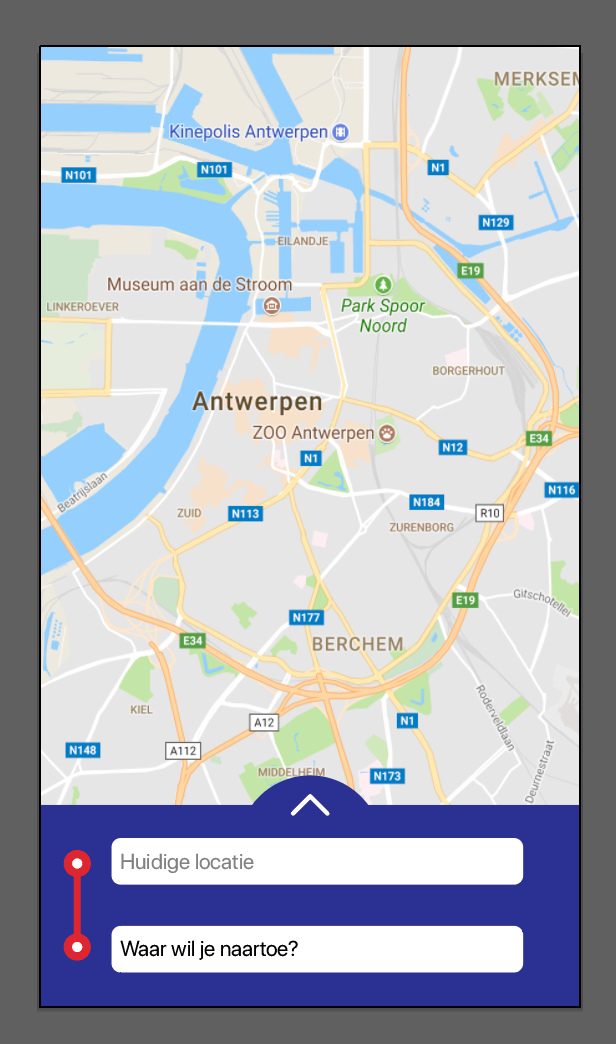 MERKSEM
Kinepolis Antwerpen
N1
N101
N101
N129
EILANDJE
E19
Museum aan de Stroom
LINKEROEVER
Park Spoor
Noord
BORGERHOUT
Antwerpen
ZOO Antwerpen
E34
N12
N1
Beatrijslaan
N116
N184
ZUID
N113
R10
ZURENBORG
E19
Gitschotellei
N177
E34
BERCHEM
KIEL
Roderveldlaan
A12
N1
N148
A112
Deurnestraat
MIDDELHEIM
N173
Huidige locatie
Waar wil je naartoe?